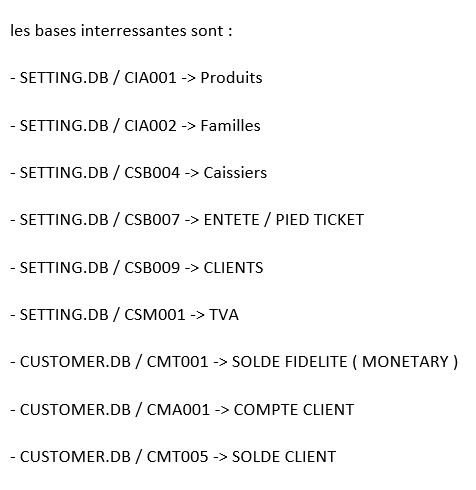 les bases interressantes sont :
- SETTING.DB / CIA001 -> Produits
- SETTING.DB / CIA002 -> Familles
- SETTING.DB / CSB004 -> Caissiers
- SETTING.DB / CSB007 -> ENTETE / PIED TICKET
- SETTING.DB / CSB009 -> CLIENTS
- SETTING.DB / CSM001 -> TVA
- CUSTOMER.DB / CMT001 -> SOLDE FIDELITE ( MONETARY )
- CUSTOMER.DB / CMA001 -> COMPTE CLIENT
- CUSTOMER.DB / CMT005 -> SOLDE CLIENT